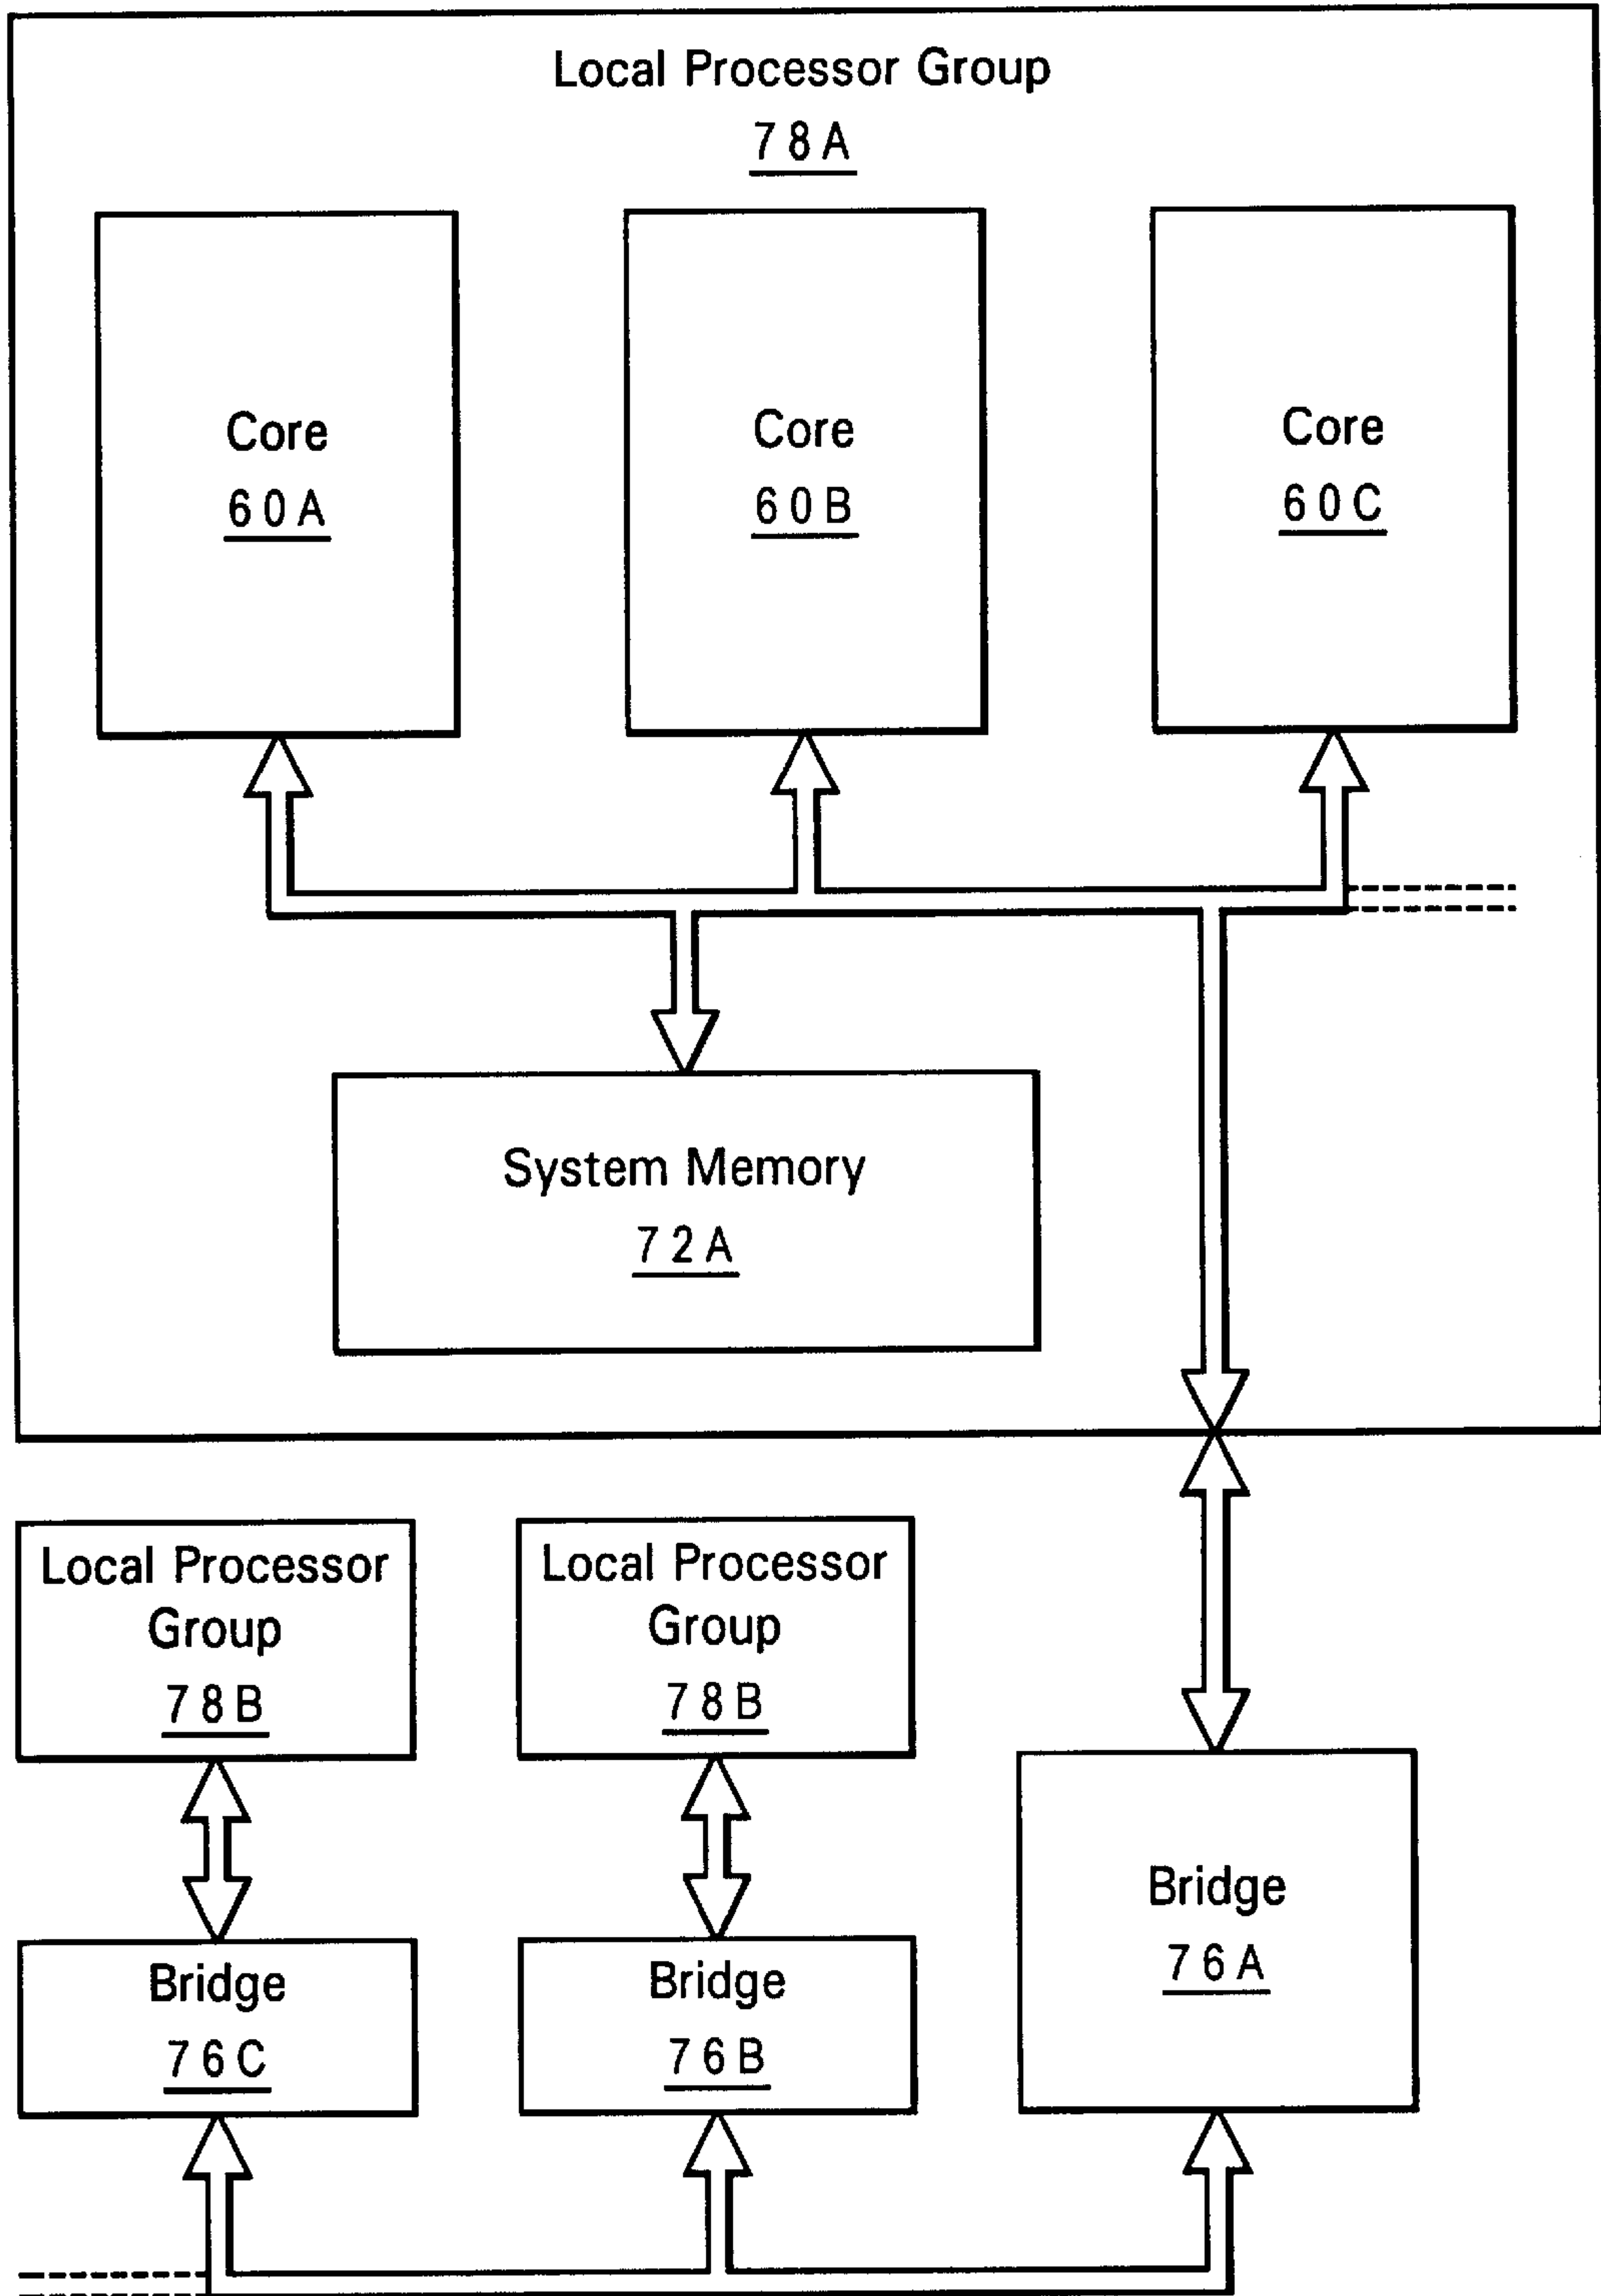 Local Processor Group
78A
Core
60A
Core
60B
Core
60C
System Memory
72A
Local Processor
Group
78B
Local Processor
Group
78B
Bridge
76A
Bridge
76C
Bridge
76B